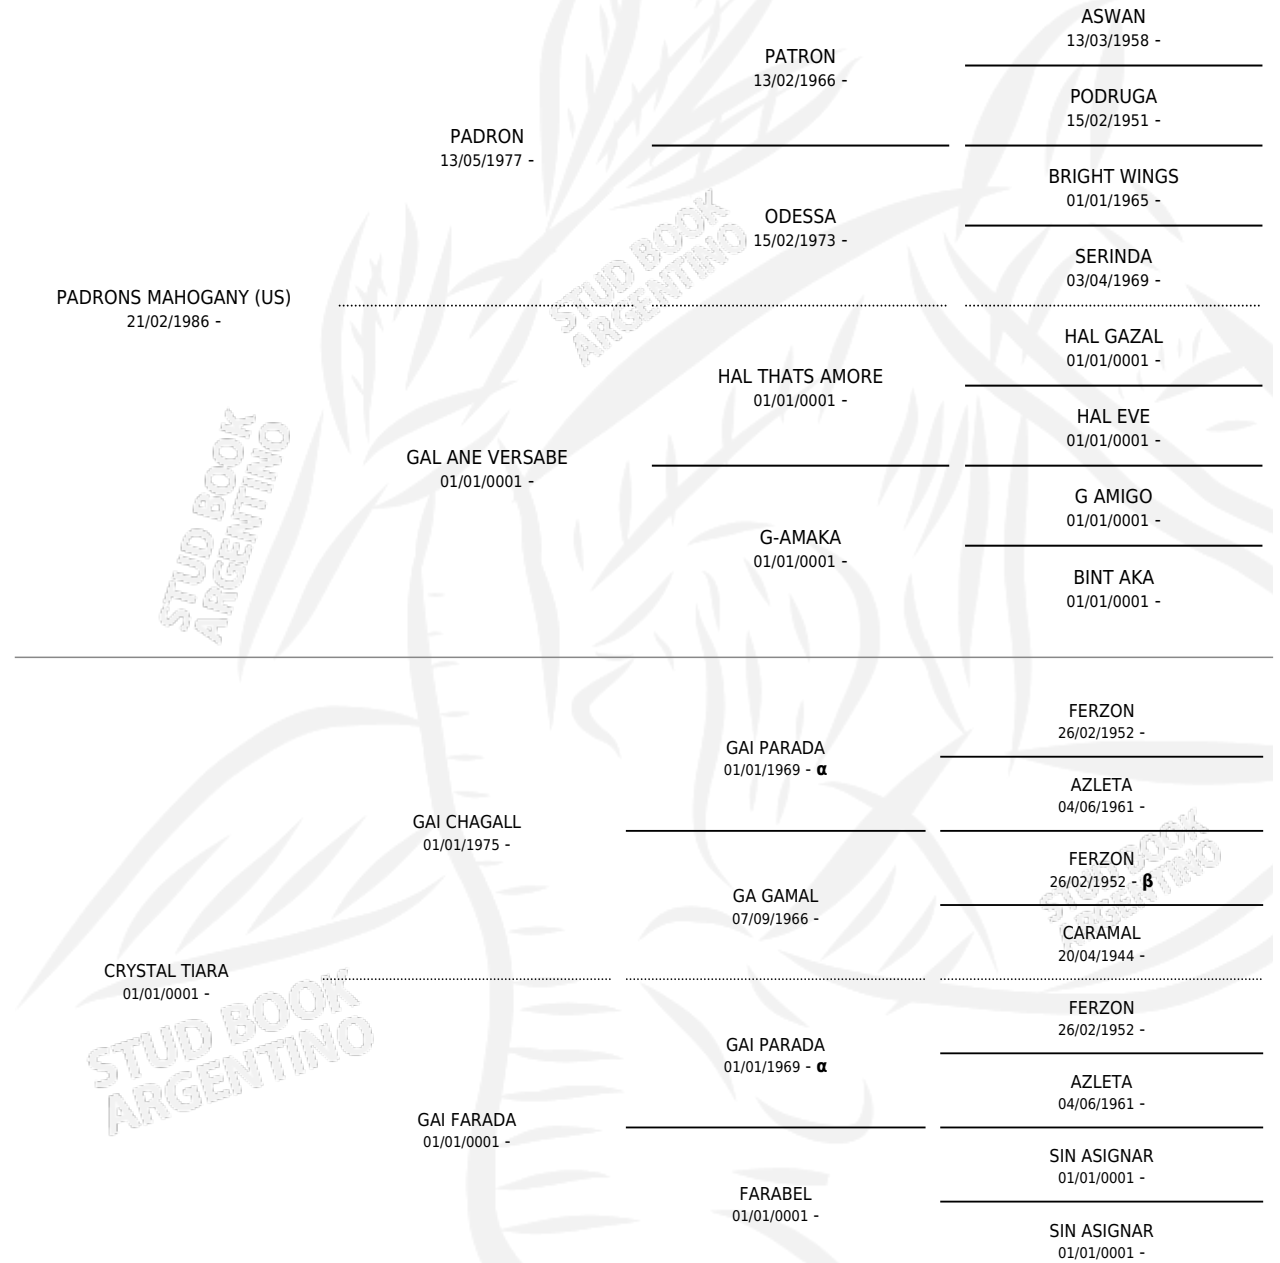 ASWAN
13/03/1958 -
PATRON
13/02/1966 -
PODRUGA
15/02/1951 -
PADRON
13/05/1977 -
BRIGHT WINGS
01/01/1965 -
ODESSA
15/02/1973 -
SERINDA
03/04/1969 -
PADRONS MAHOGANY (US)
21/02/1986 -
HAL GAZAL
01/01/0001 -
HAL THATS AMORE
01/01/0001 -
HAL EVE
01/01/0001 -
GAL ANE VERSABE
01/01/0001 -
G AMIGO
01/01/0001 -
G-AMAKA
01/01/0001 -
BINT AKA
01/01/0001 -
STUD BOOK
ARGENTINO
STUD BOOK
ARGENTINO
FERZON
26/02/1952 -
GAI PARADA
01/01/1969 - α
AZLETA
04/06/1961 -
GAI CHAGALL
01/01/1975 -
FERZON
26/02/1952 - β
GA GAMAL
07/09/1966 -
CARAMAL
20/04/1944 -
CRYSTAL TIARA
01/01/0001 -
FERZON
26/02/1952 -
GAI PARADA
01/01/1969 - α
AZLETA
04/06/1961 -
GAI FARADA
01/01/0001 -
SIN ASIGNAR
01/01/0001 -
FARABEL
01/01/0001 -
SIN ASIGNAR
01/01/0001 -
STUD BOOK
ARGENTINO
STUD BOOK
ARGENTINO